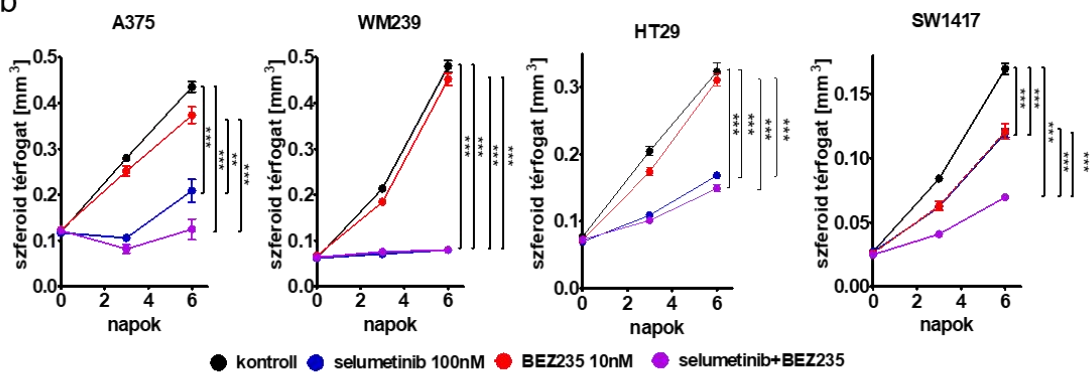 b
A375
WM239
HT29
SW1417
szferoid térfogat [mm³]
0.5
0.4
0.3
0.2
0.1
0.0
0 2 4 6
napok
*** *** ** ***
szferoid térfogat [mm³]
0.5
0.4
0.3
0.2
0.1
0.0
0 2 4 6
napok
*** *** *** ***
szferoid térfogat [mm³]
0.3
0.2
0.1
0.0
0 2 4 6
napok
*** *** *** ***
szferoid térfogat [mm³]
0.15
0.10
0.05
0.00
0 2 4 6
napok
*** *** *** *** ***
kontroll selumetinib 100nM BEZ235 10nM selumetinib+BEZ235